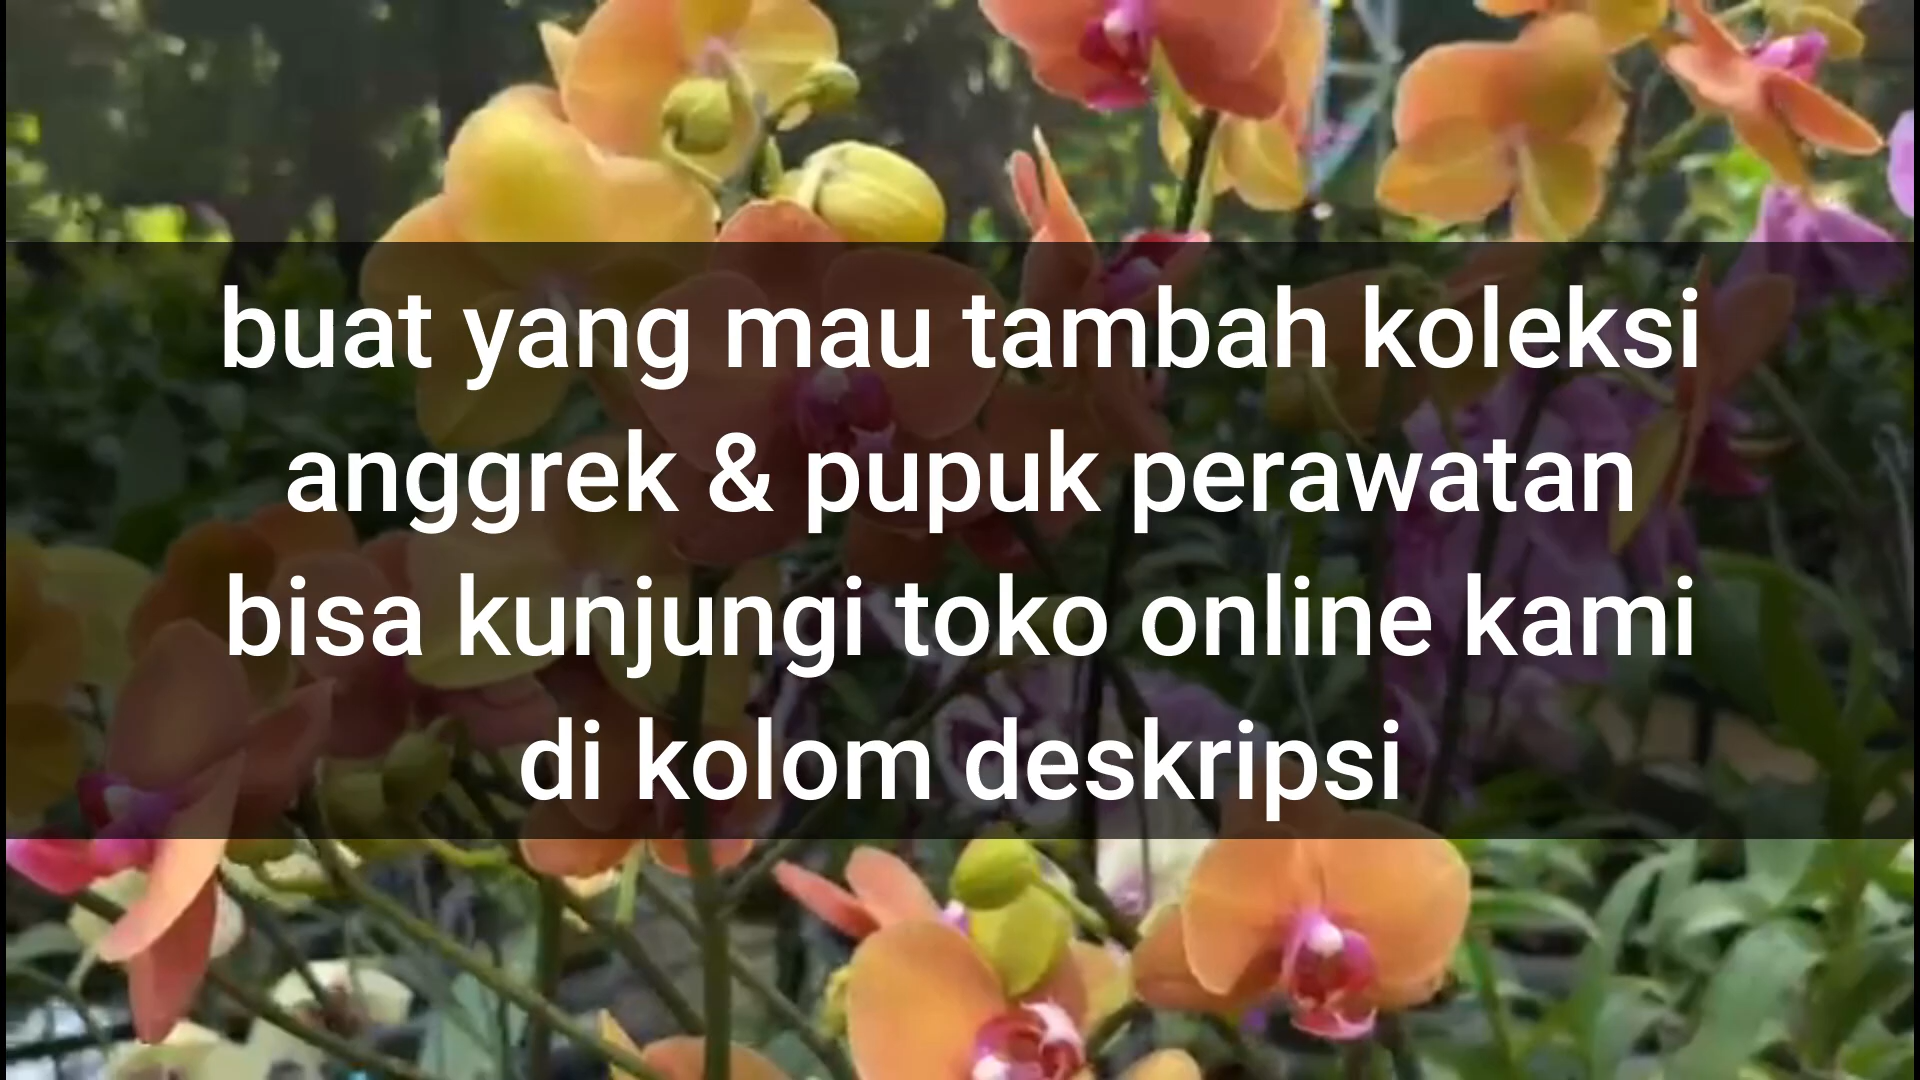 buat yang mau tambah koleksi
anggrek & pupuk perawatan
bisa kunjungi toko online kami
di kolom deskripsi